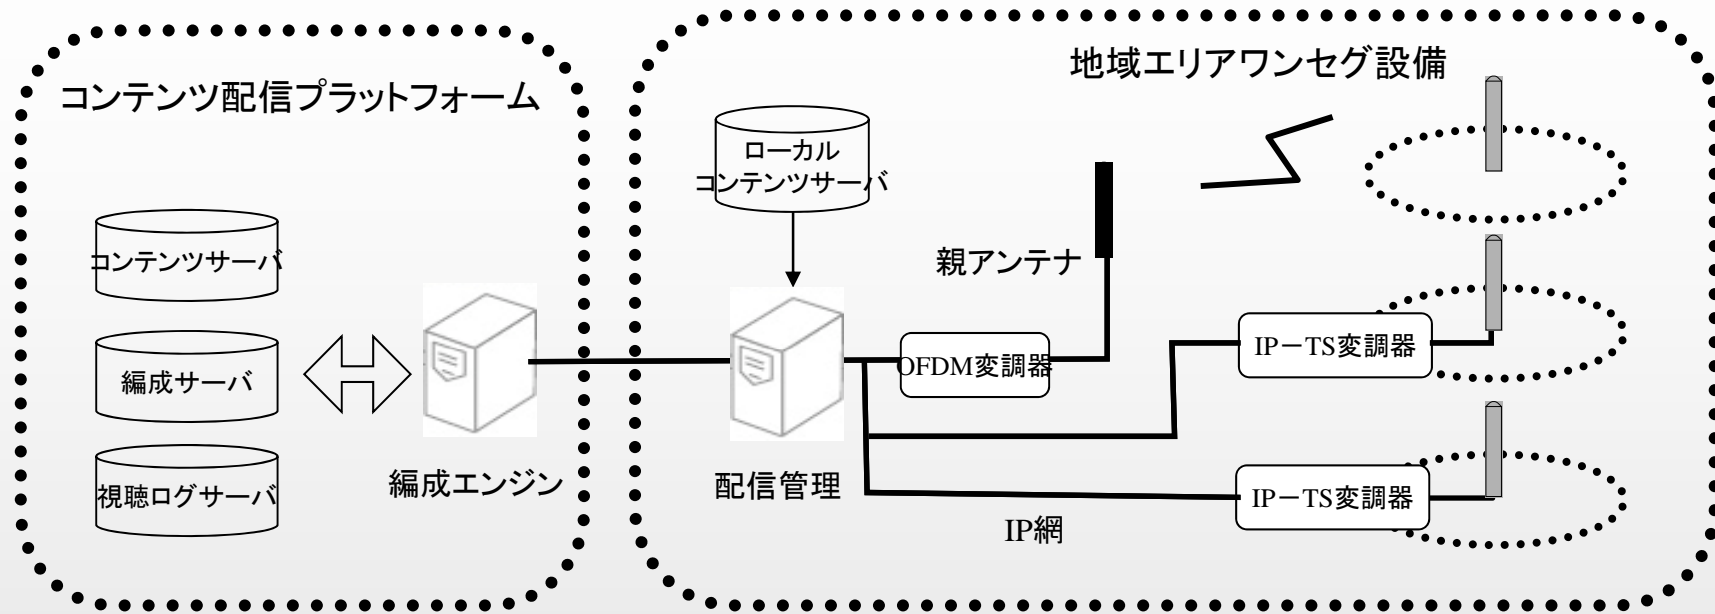 コンテンツ配信プラットフォーム
コンテンツサーバ
編成サーバ
視聴ログサーバ
編成エンジン
地域エリアワンセグ設備
ローカル
コンテンツサーバ
親アンテナ
OFDM変調器
IP－TS変調器
IP－TS変調器
配信管理
IP網